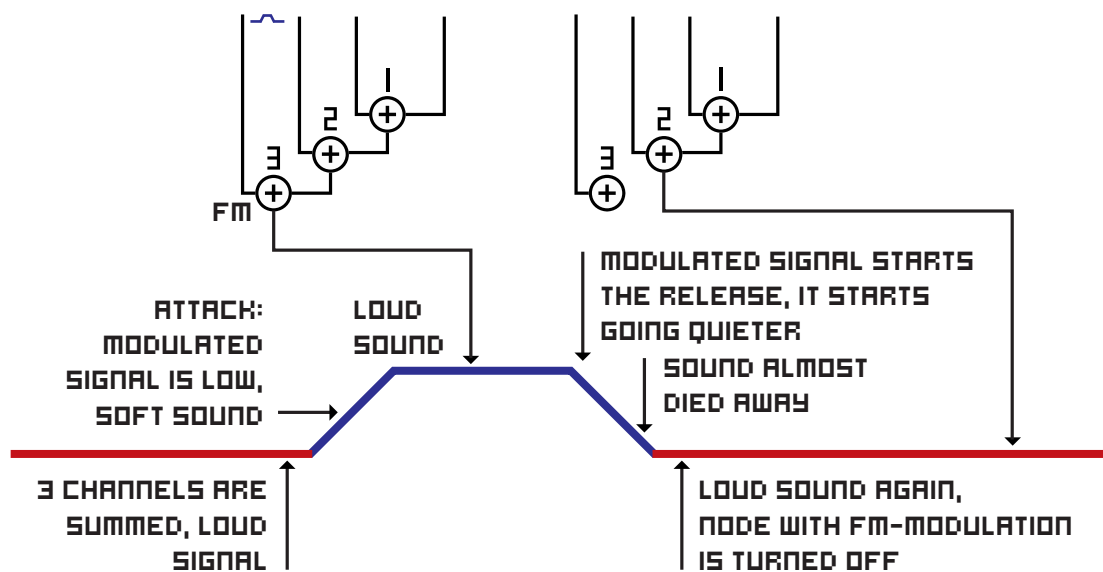 1
2
3
FM
1
2
3
ATTACK:
MODULATED
SIGNAL IS LOW,
SOFT SOUND
LOUD
SOUND
MODULATED SIGNAL STARTS
THE RELEASE, IT STARTS
GOING QUIETER
SOUND ALMOST
DIED AWAY
3 CHANNELS ARE
SUMMED, LOUD
SIGNAL
LOUD SOUND AGAIN,
NODE WITH FM-MODULATION
IS TURNED OFF